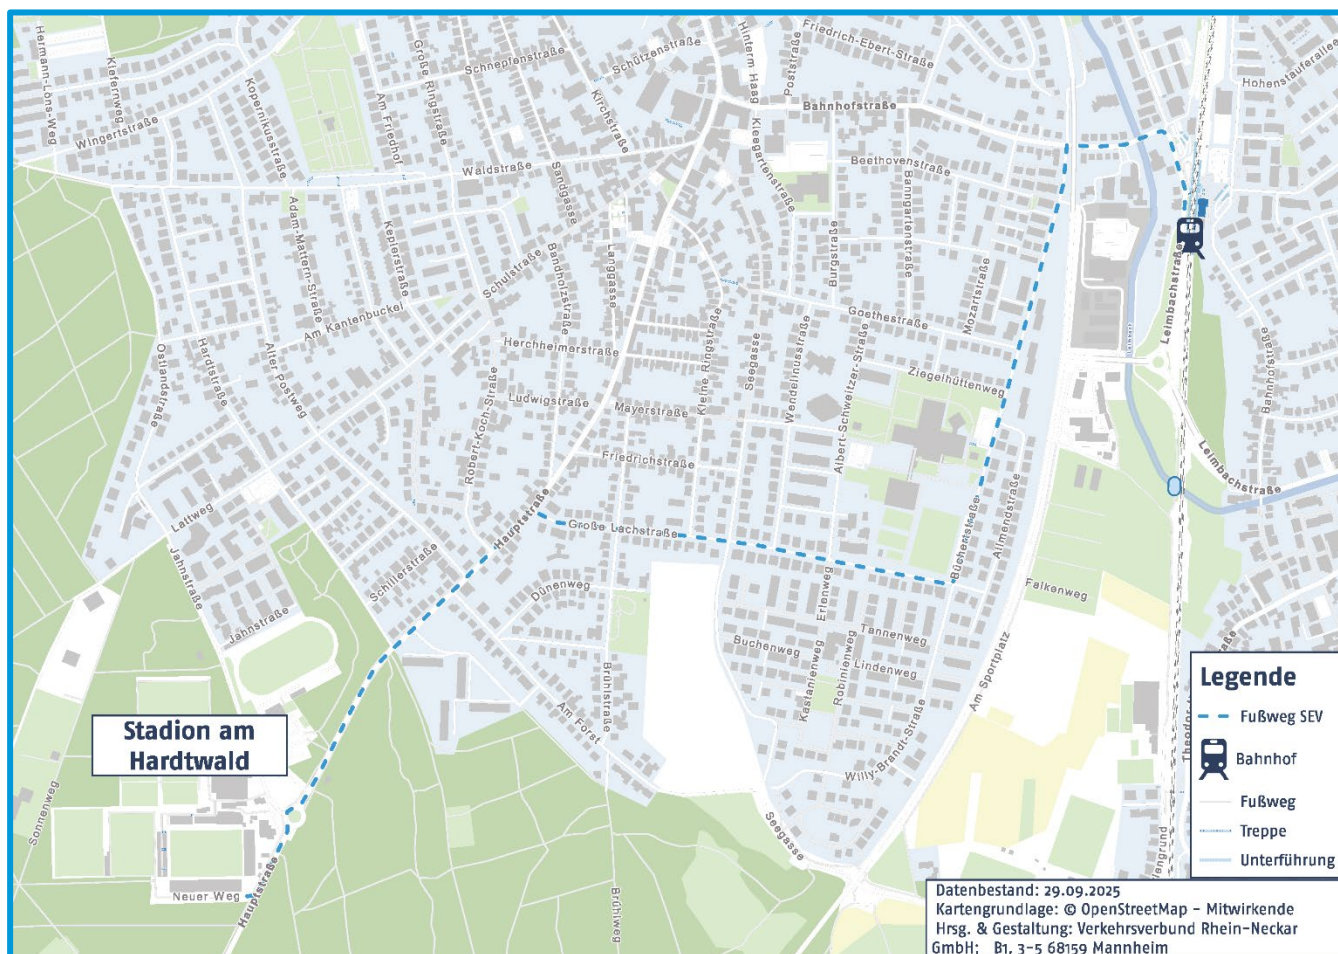 Hermann-Löns-Weg
Kiefernweg
Wingertstraße
Kopernikusstraße
Am Friedhof
Große Ringstraße
Schnepfenstraße
Schützenstraße
Kirchstraße
Hinterm Haag
Poststraße
Friedrich-Ebert-Straße
Hohenstauferallee
Bahnhofstraße
Kleegartenstraße
Beethovenstraße
Banngartenstraße
Waldstraße
Sandgasse
Adam-Mattern-Straße
Keplerstraße
Schulstraße
Bandholzstraße
Langgasse
Burgstraße
Mozartstraße
Leimbachstraße
Am Kantenbuckel
Goethestraße
Ostlandstraße
Hardtstraße
Alter Postweg
Herchheimerstraße
Kleine Ringstraße
Seegasse
Wendelinusstraße
Albert-Schweitzer-Straße
Ziegelhüttenweg
Bahnhofstraße
Robert-Koch-Straße
Ludwigstraße
Mayerstraße
Friedrichstraße
Leimbachstraße
Lattweg
Hauptstraße
Große Lachstraße
Büchertstraße
Allmendstraße
Jahnstraße
Schillerstraße
Dünenweg
Erlenweg
Falkenweg
Jahnstraße
Buchenweg
Tannenweg
Lindenweg
Kastanienweg
Robinienweg
Am Sportplatz
Brühlstraße
Am Forst
Willy-Brandt-Straße
Stadion am
Hardtwald
Sonnenweg
Seegasse
Neuer Weg
Hauptstraße
Brühlweg
Legende
Fußweg SEV
Bahnhof
Fußweg
Treppe
Unterführung
Datenbestand: 29.09.2025
Kartengrundlage: © OpenStreetMap - Mitwirkende
Hrsg. & Gestaltung: Verkehrsverbund Rhein-Neckar
GmbH; B1, 3-5 68159 Mannheim